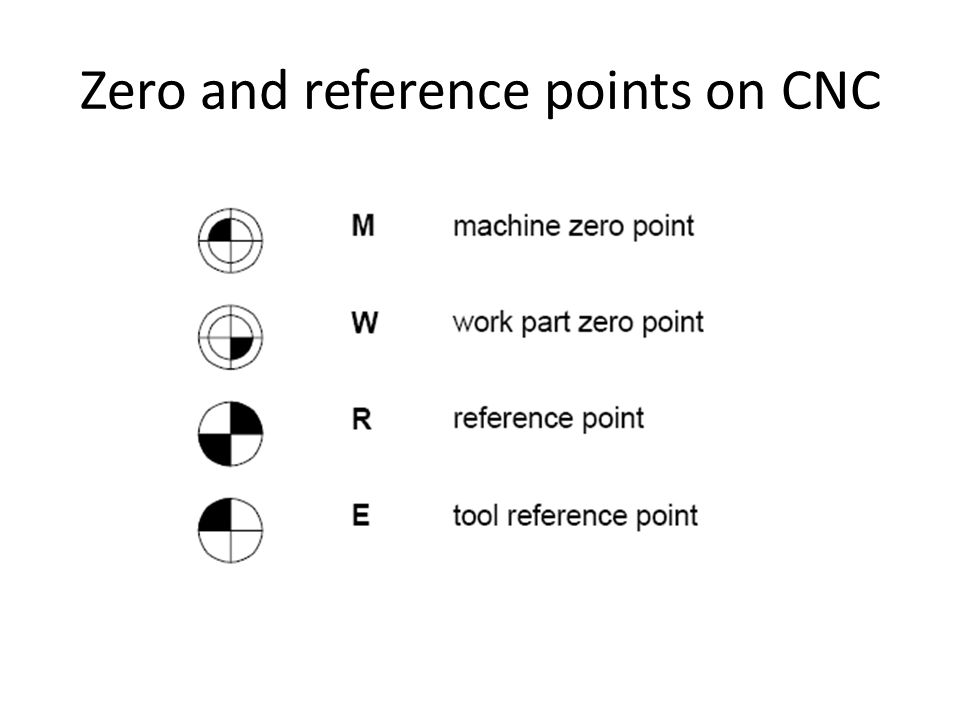 Zero and reference points on CNC
M machine zero point
W work part zero point
R reference point
E tool reference point